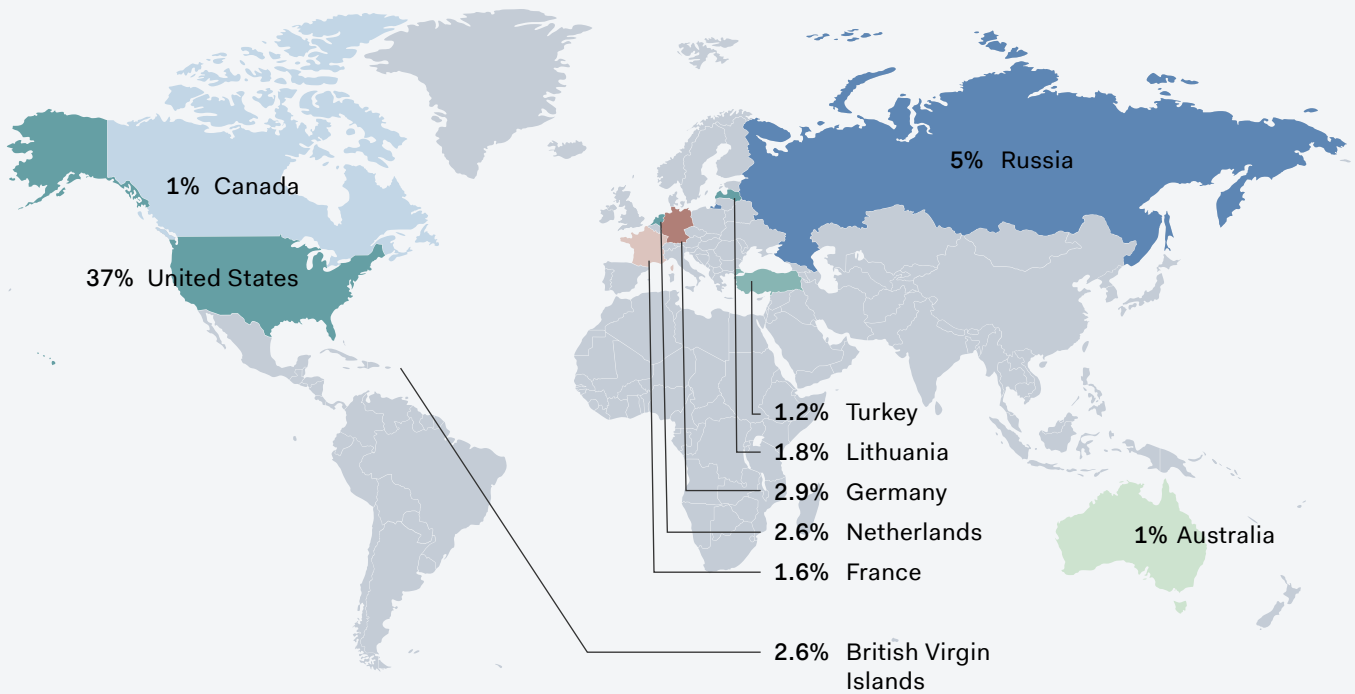 5% Russia
1% Canada
37% United States
1.2% Turkey
1.8% Lithuania
2.9% Germany
2.6% Netherlands
1% Australia
1.6% France
2.6% British Virgin
Islands